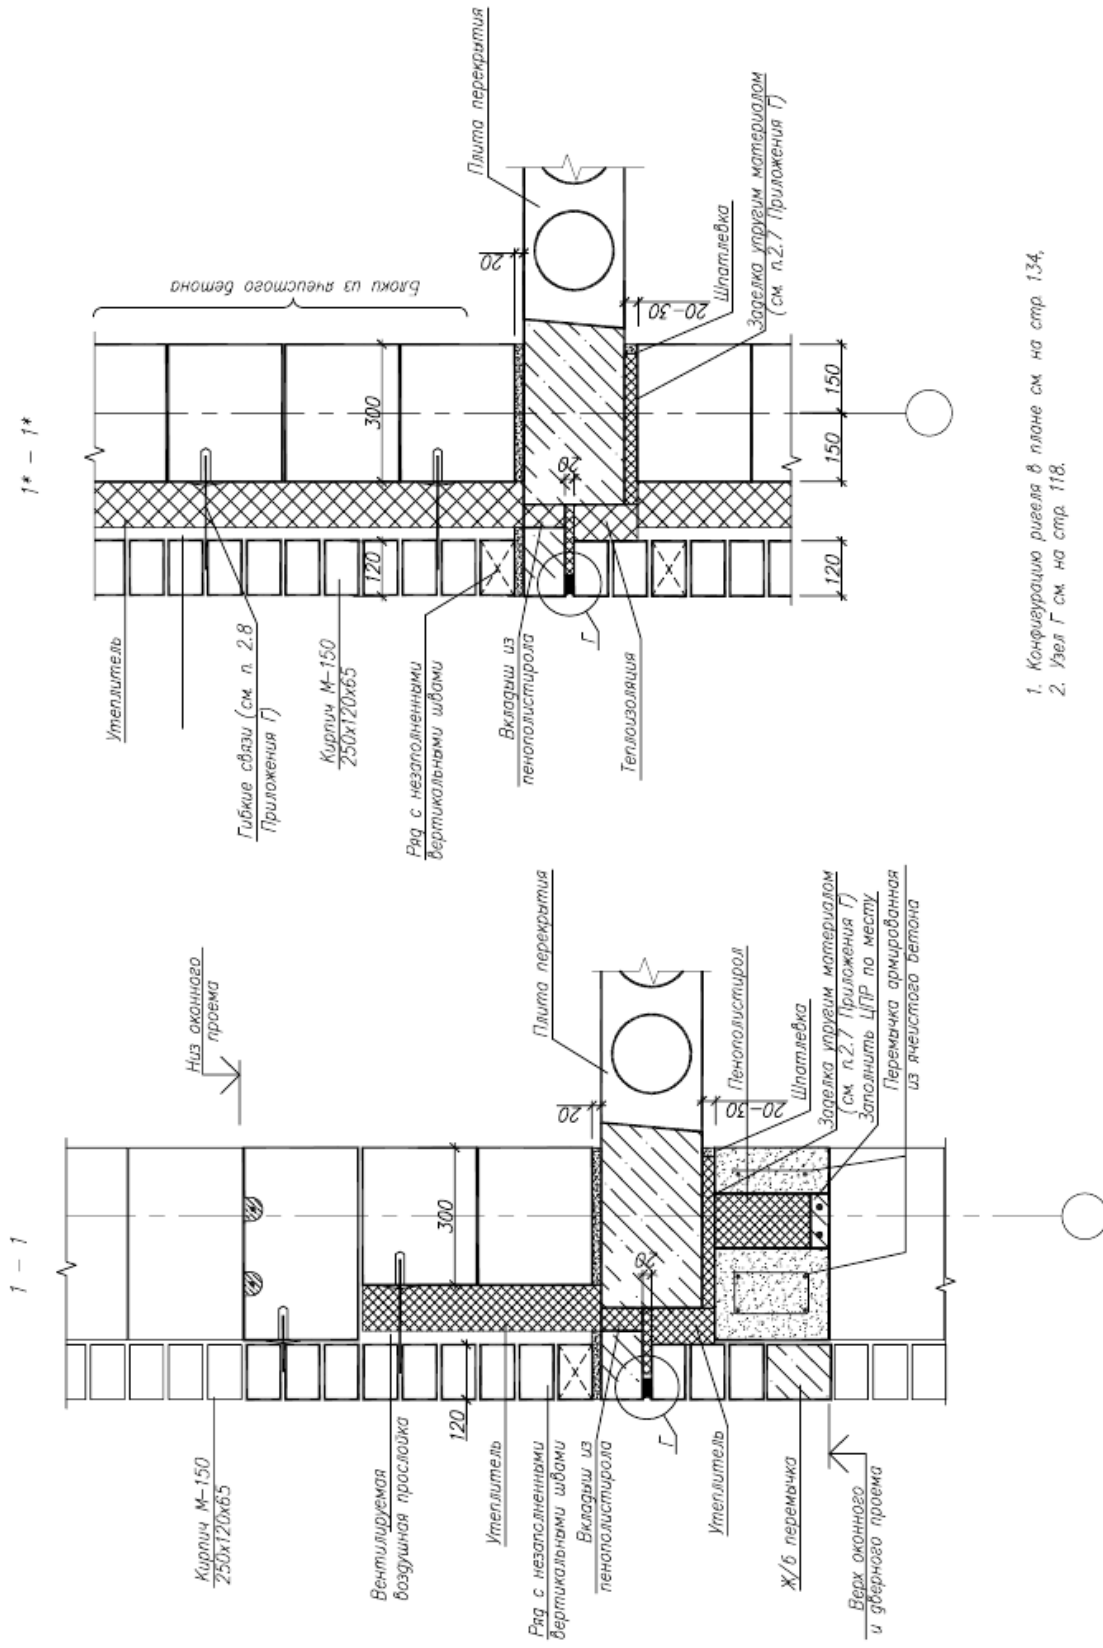 1 - 1
Кирпич М-150
250х120х65
Низ оконного
проема
Вентилируемая
воздушная прослойка
Утеплитель
Ряд с незаполненными
вертикальными швами
Вкладыш из
пенополистирола
Г
Утеплитель
Ж/б перемычка
Верх оконного
и дверного проема
120
300
20
20
20-30
Плита перекрытия
Пенополистирол
Шпатлевка
Заделка упругим материалом
(см. п.2.7 Приложения Г)
Заполнить ЦПР по месту
Перемычка армированная
из ячеистого бетона
1* - 1*
Утеплитель
Гибкие связи (см. п. 2.8
Приложения Г)
Кирпич М-150
250х120х65
Ряд с незаполненными
вертикальными швами
Вкладыш из
пенополистирола
Г
Теплоизоляция
120
300
20
20
20-30
Блоки из ячеистого бетона
Плита перекрытия
Шпатлевка
Заделка упругим материалом
(см. п.2.7 Приложения Г)
120
150
150
1. Конфигурацию ригеля в плане см. на стр. 134,
2. Узел Г см. на стр. 118.